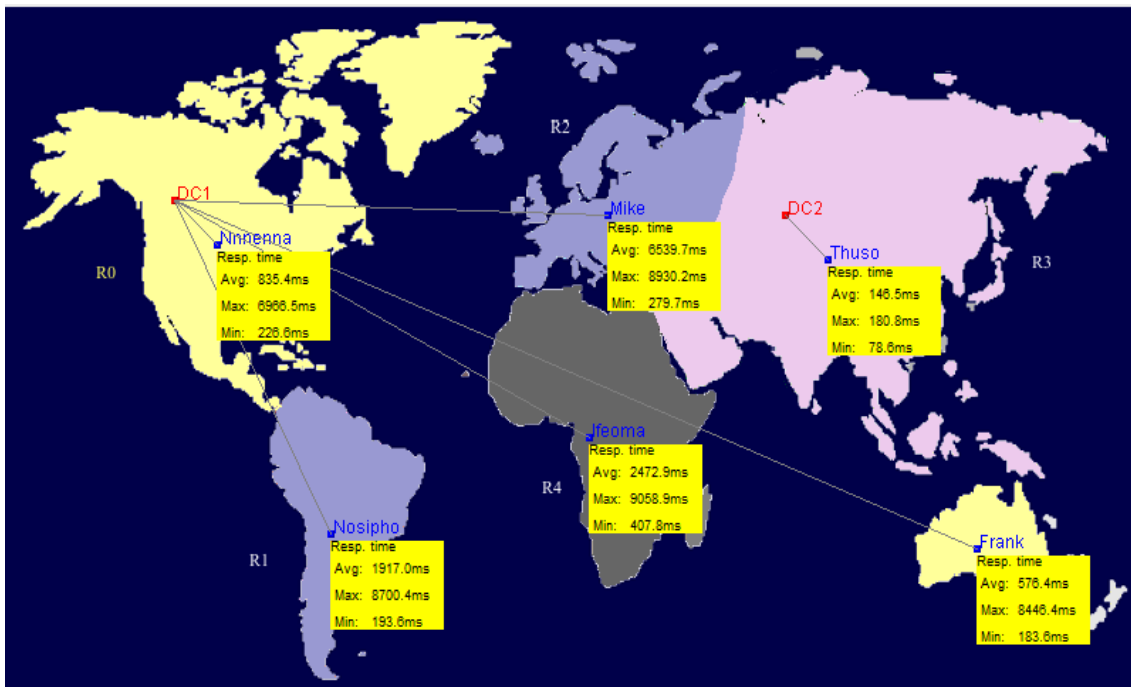 R2
DC1
Mike
DC2
Resp. time
Avg: 6539.7ms
Max: 8930.2ms
Min: 279.7ms
Nnnenna
Resp. time
Avg: 835.4ms
Max: 6966.5ms
Min: 226.6ms
R0
Thuso
Resp. time
Avg: 146.5ms
Max: 180.8ms
Min: 78.6ms
R3
Ifeoma
Resp. time
Avg: 2472.9ms
Max: 9058.9ms
Min: 407.8ms
R4
Nosipho
Resp. time
Avg: 1917.0ms
Max: 8700.4ms
Min: 193.6ms
R1
Frank
Resp. time
Avg: 576.4ms
Max: 8446.4ms
Min: 183.6ms